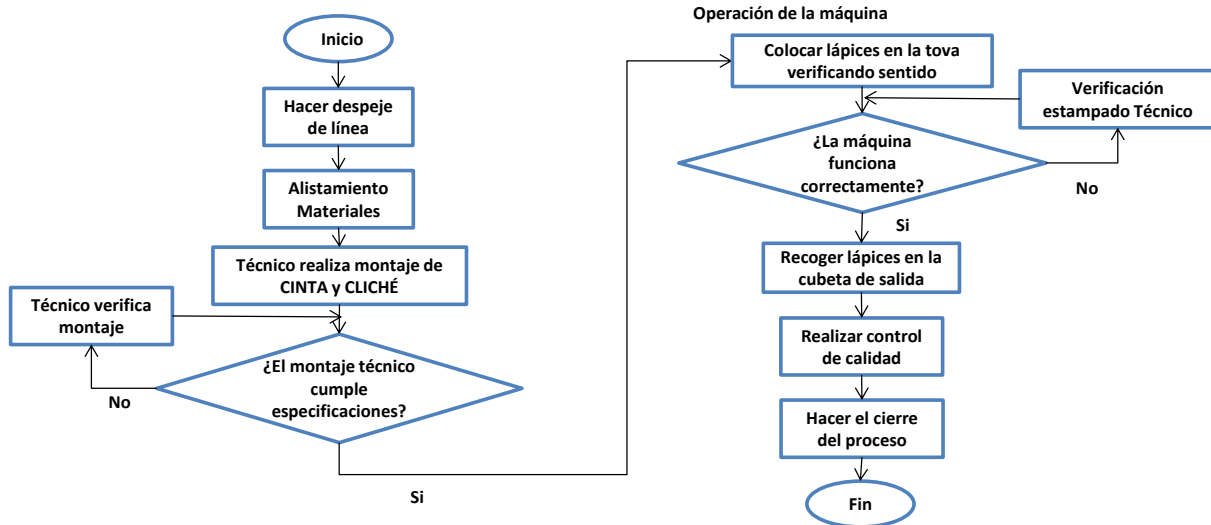 Inicio
Hacer despeje
de línea
Alistamiento
Materiales
Técnico realiza montaje de
CINTA y CLICHÉ
Técnico verifica
montaje
¿El montaje técnico
cumple
especificaciones?
No
Si
Operación de la máquina
Colocar lápices en la tova
verificando sentido
Verificación
estampado Técnico
¿La máquina
funciona
correctamente?
No
Si
Recoger lápices en la
cubeta de salida
Realizar control
de calidad
Hacer el cierre
del proceso
Fin